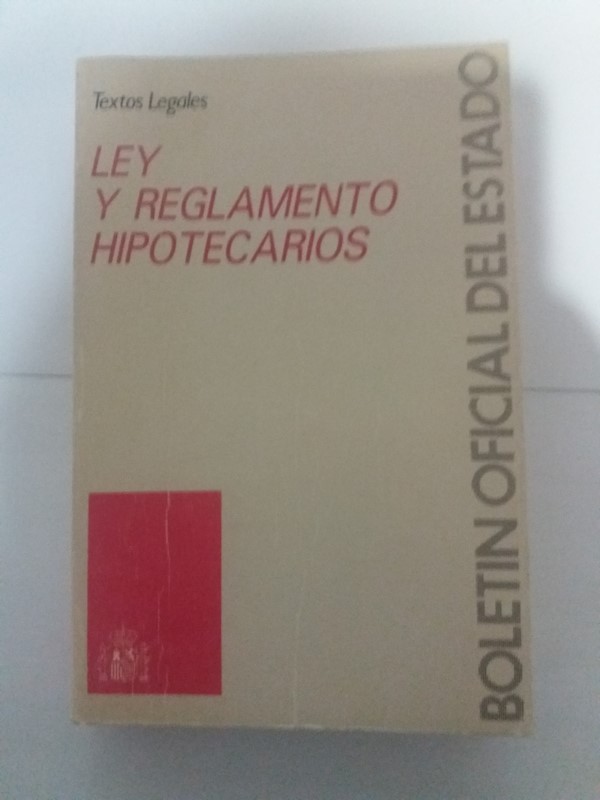 Textos Legales
LEY
Y REGLAMENTO
HIPOTECARIOS
BOLETIN OFICIAL DEL ESTADO